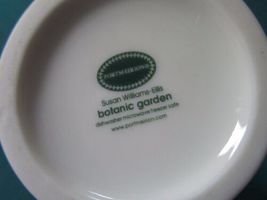 PORTMEIRION
Susan Williams-Ellis
botanic garden
dishwasher microwave freezer safe
www.portmeirion.com